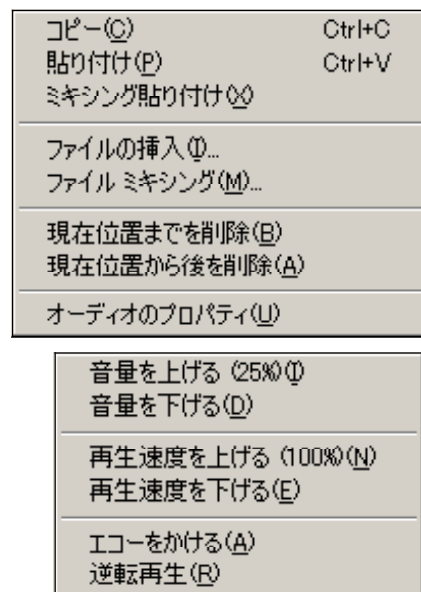 コピー(C) Ctrl+C
貼り付け(P) Ctrl+V
ミキシング貼り付け(X)
ファイルの挿入(I)...
ファイル ミキシング(M)...
現在位置までを削除(B)
現在位置から後を削除(A)
オーディオのプロパティ(U)
音量を上げる (25%)(I)
音量を下げる(D)
再生速度を上げる (100%)(N)
再生速度を下げる(E)
エコーをかける(A)
逆転再生(R)